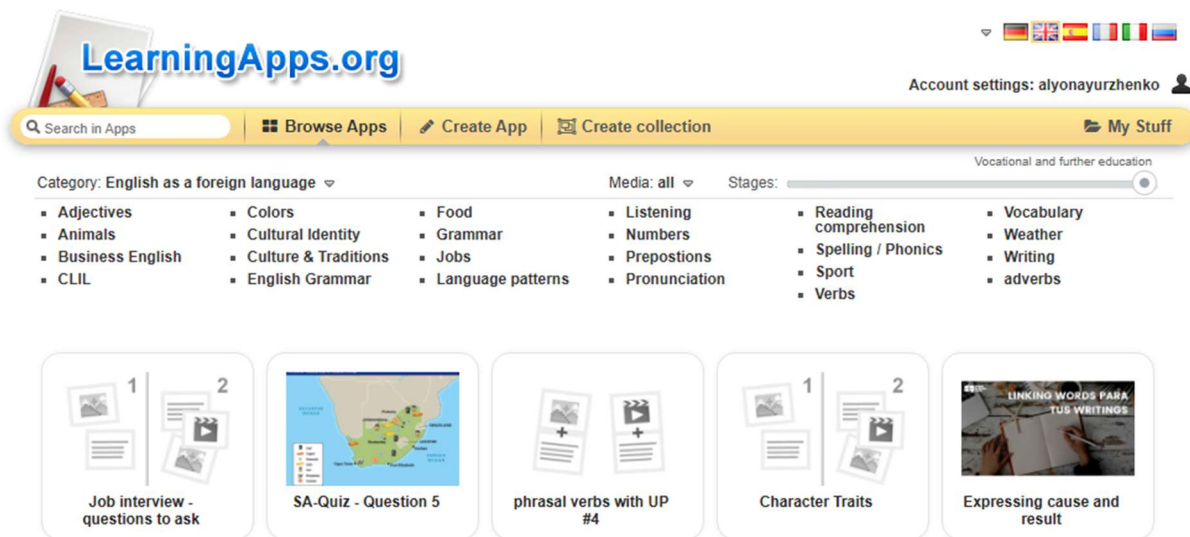 LearningApps.org
Account settings: alyonayurzhenko
Search in Apps
Browse Apps
Create App
Create collection
My Stuff
Vocational and further education
Category: English as a foreign language
Media: all
Stages:
Adjectives
Animals
Business English
CLIL
Colors
Cultural Identity
Culture & Traditions
English Grammar
Food
Grammar
Jobs
Language patterns
Listening
Numbers
Prepostions
Pronunciation
Reading
comprehension
Spelling / Phonics
Sport
Verbs
Vocabulary
Weather
Writing
adverbs
1
2
Job interview -
questions to ask
SA-Quiz - Question 5
phrasal verbs with UP
#4
1
2
Character Traits
LINKING WORDS PARA
TUS WRITINGS
Expressing cause and
result